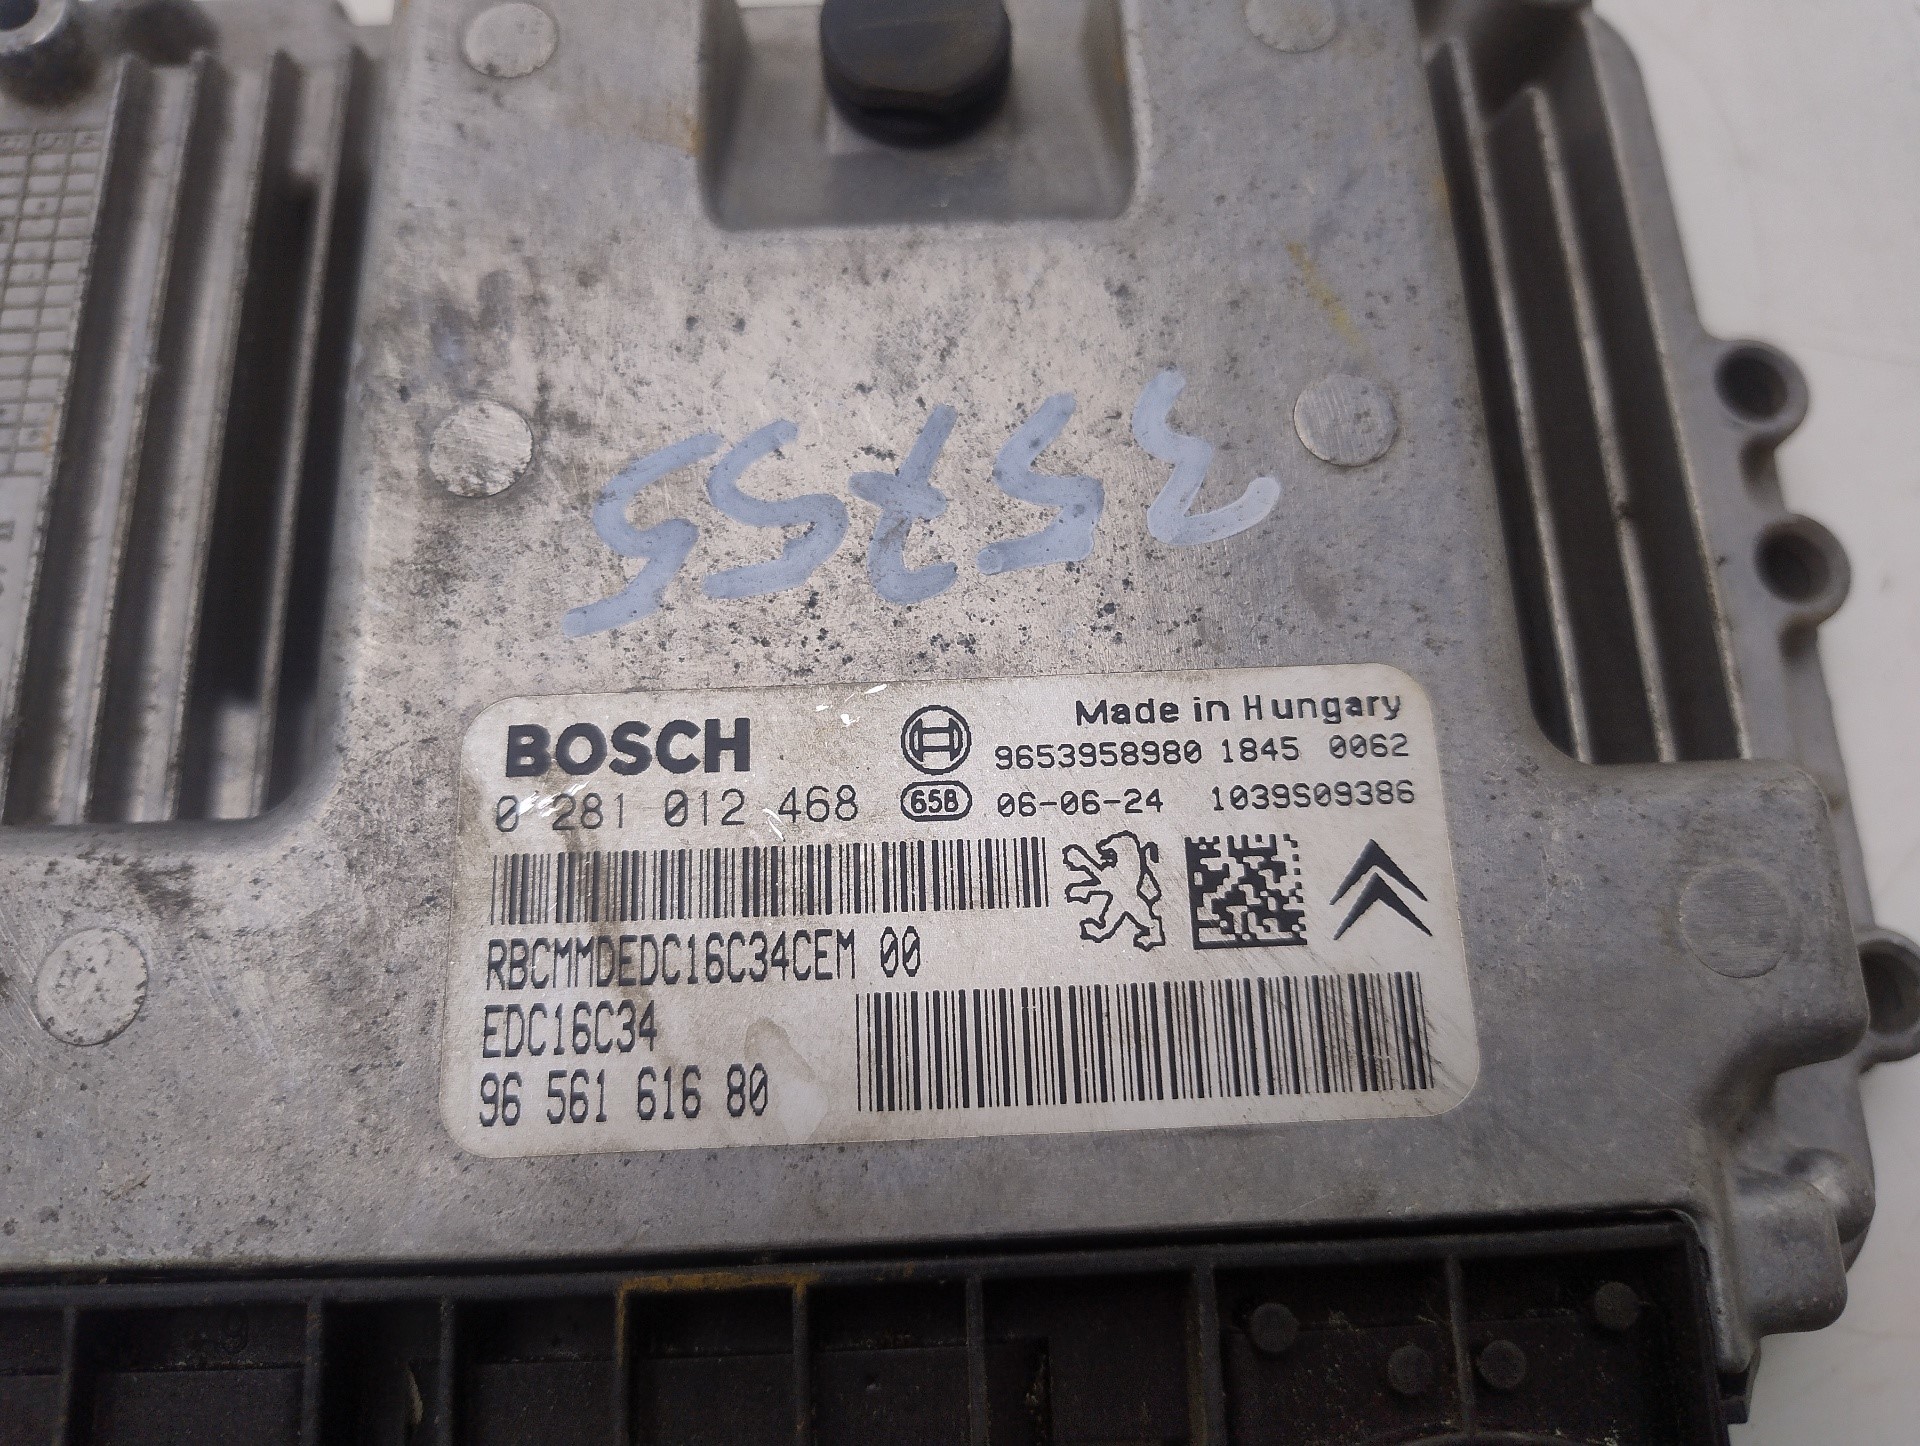 35755
BOSCH
Made in Hungary
9653958980 1845 0062
0 281 012 468
65B
06-06-24 1039S09386
RBCMMDEDC16C34CEM 00
EDC16C34
96 561 616 80